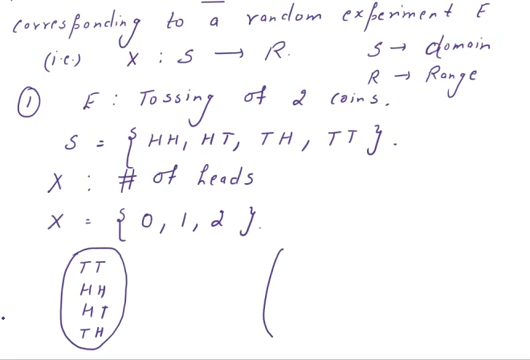 corresponding to a random experiment E
(i.e.) X : S → R. S → domain
R → Range
① E : Tossing of 2 coins.
S = { HH, HT, TH, TT }.
X : # of heads
X = { 0, 1, 2 }.
TT
HH
HT
TH